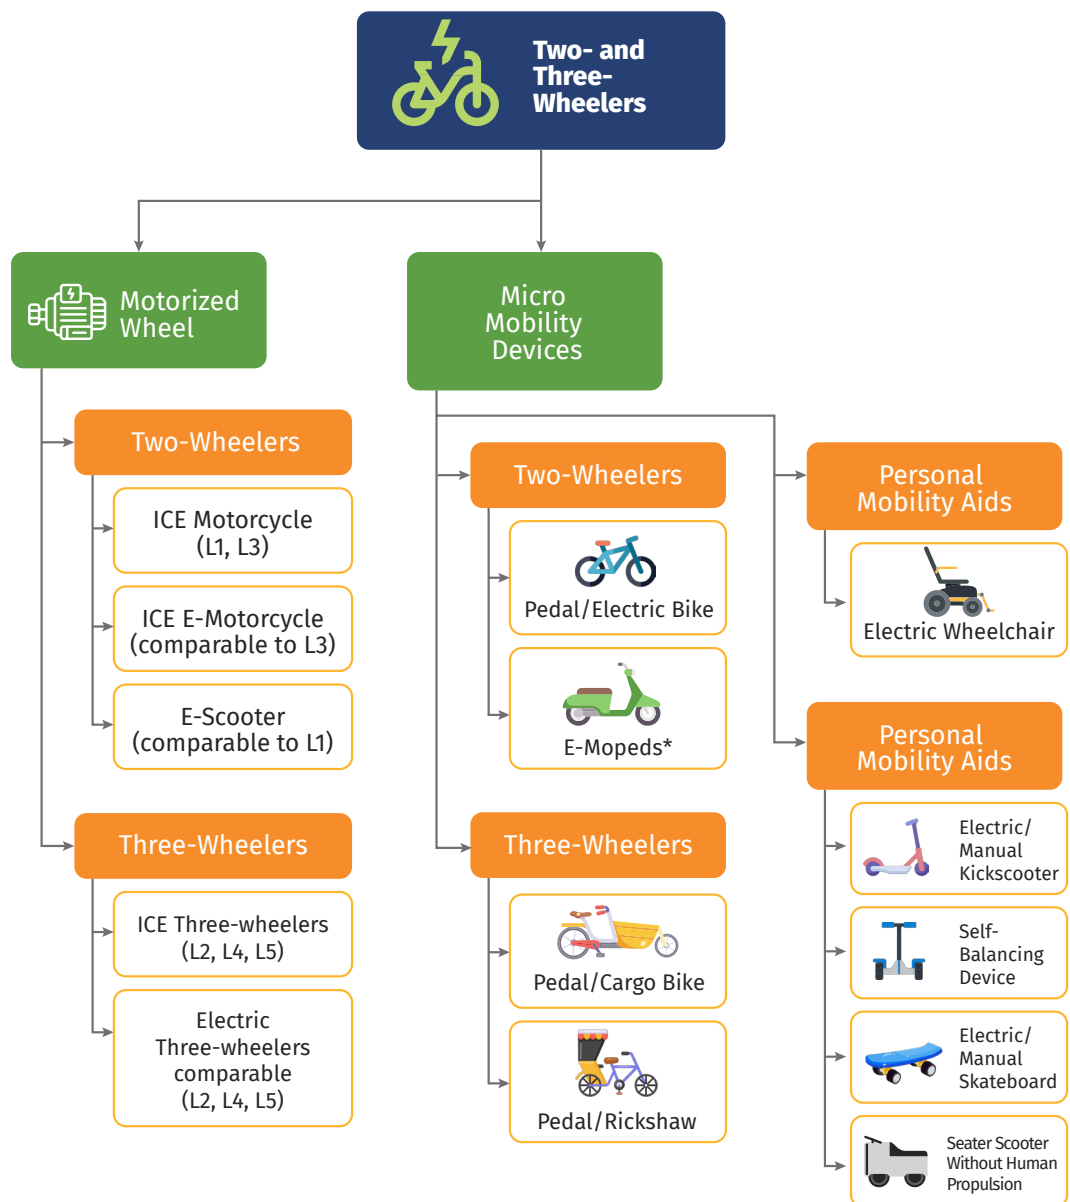 Two- and
Three-
Wheelers
Motorized
Wheel
Micro
Mobility
Devices
Two-Wheelers
ICE Motorcycle
(L1, L3)
ICE E-Motorcycle
(comparable to L3)
E-Scooter
(comparable to L1)
Three-Wheelers
ICE Three-wheelers
(L2, L4, L5)
Electric
Three-wheelers
comparable
(L2, L4, L5)
Two-Wheelers
Pedal/Electric Bike
E-Mopeds*
Three-Wheelers
Pedal/Cargo Bike
Pedal/Rickshaw
Personal
Mobility Aids
Electric Wheelchair
Personal
Mobility Aids
Electric/
Manual
Kickscooter
Self-
Balancing
Device
Electric/
Manual
Skateboard
Seater Scooter
Without Human
Propulsion